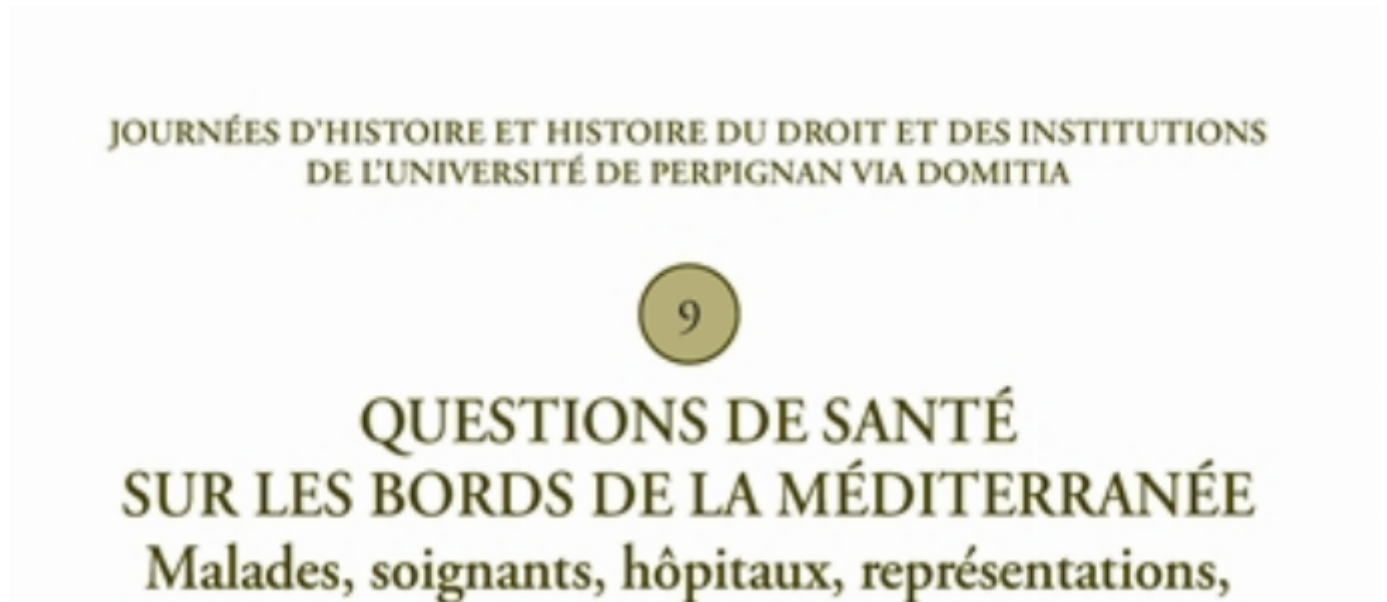 JOURNÉES D'HISTOIRE ET HISTOIRE DU DROIT ET DES INSTITUTIONS
DE L'UNIVERSITÉ DE PERPIGNAN VIA DOMITIA
9
QUESTIONS DE SANTÉ
SUR LES BORDS DE LA MÉDITERRANÉE
Malades, soignants, hôpitaux, représentations,